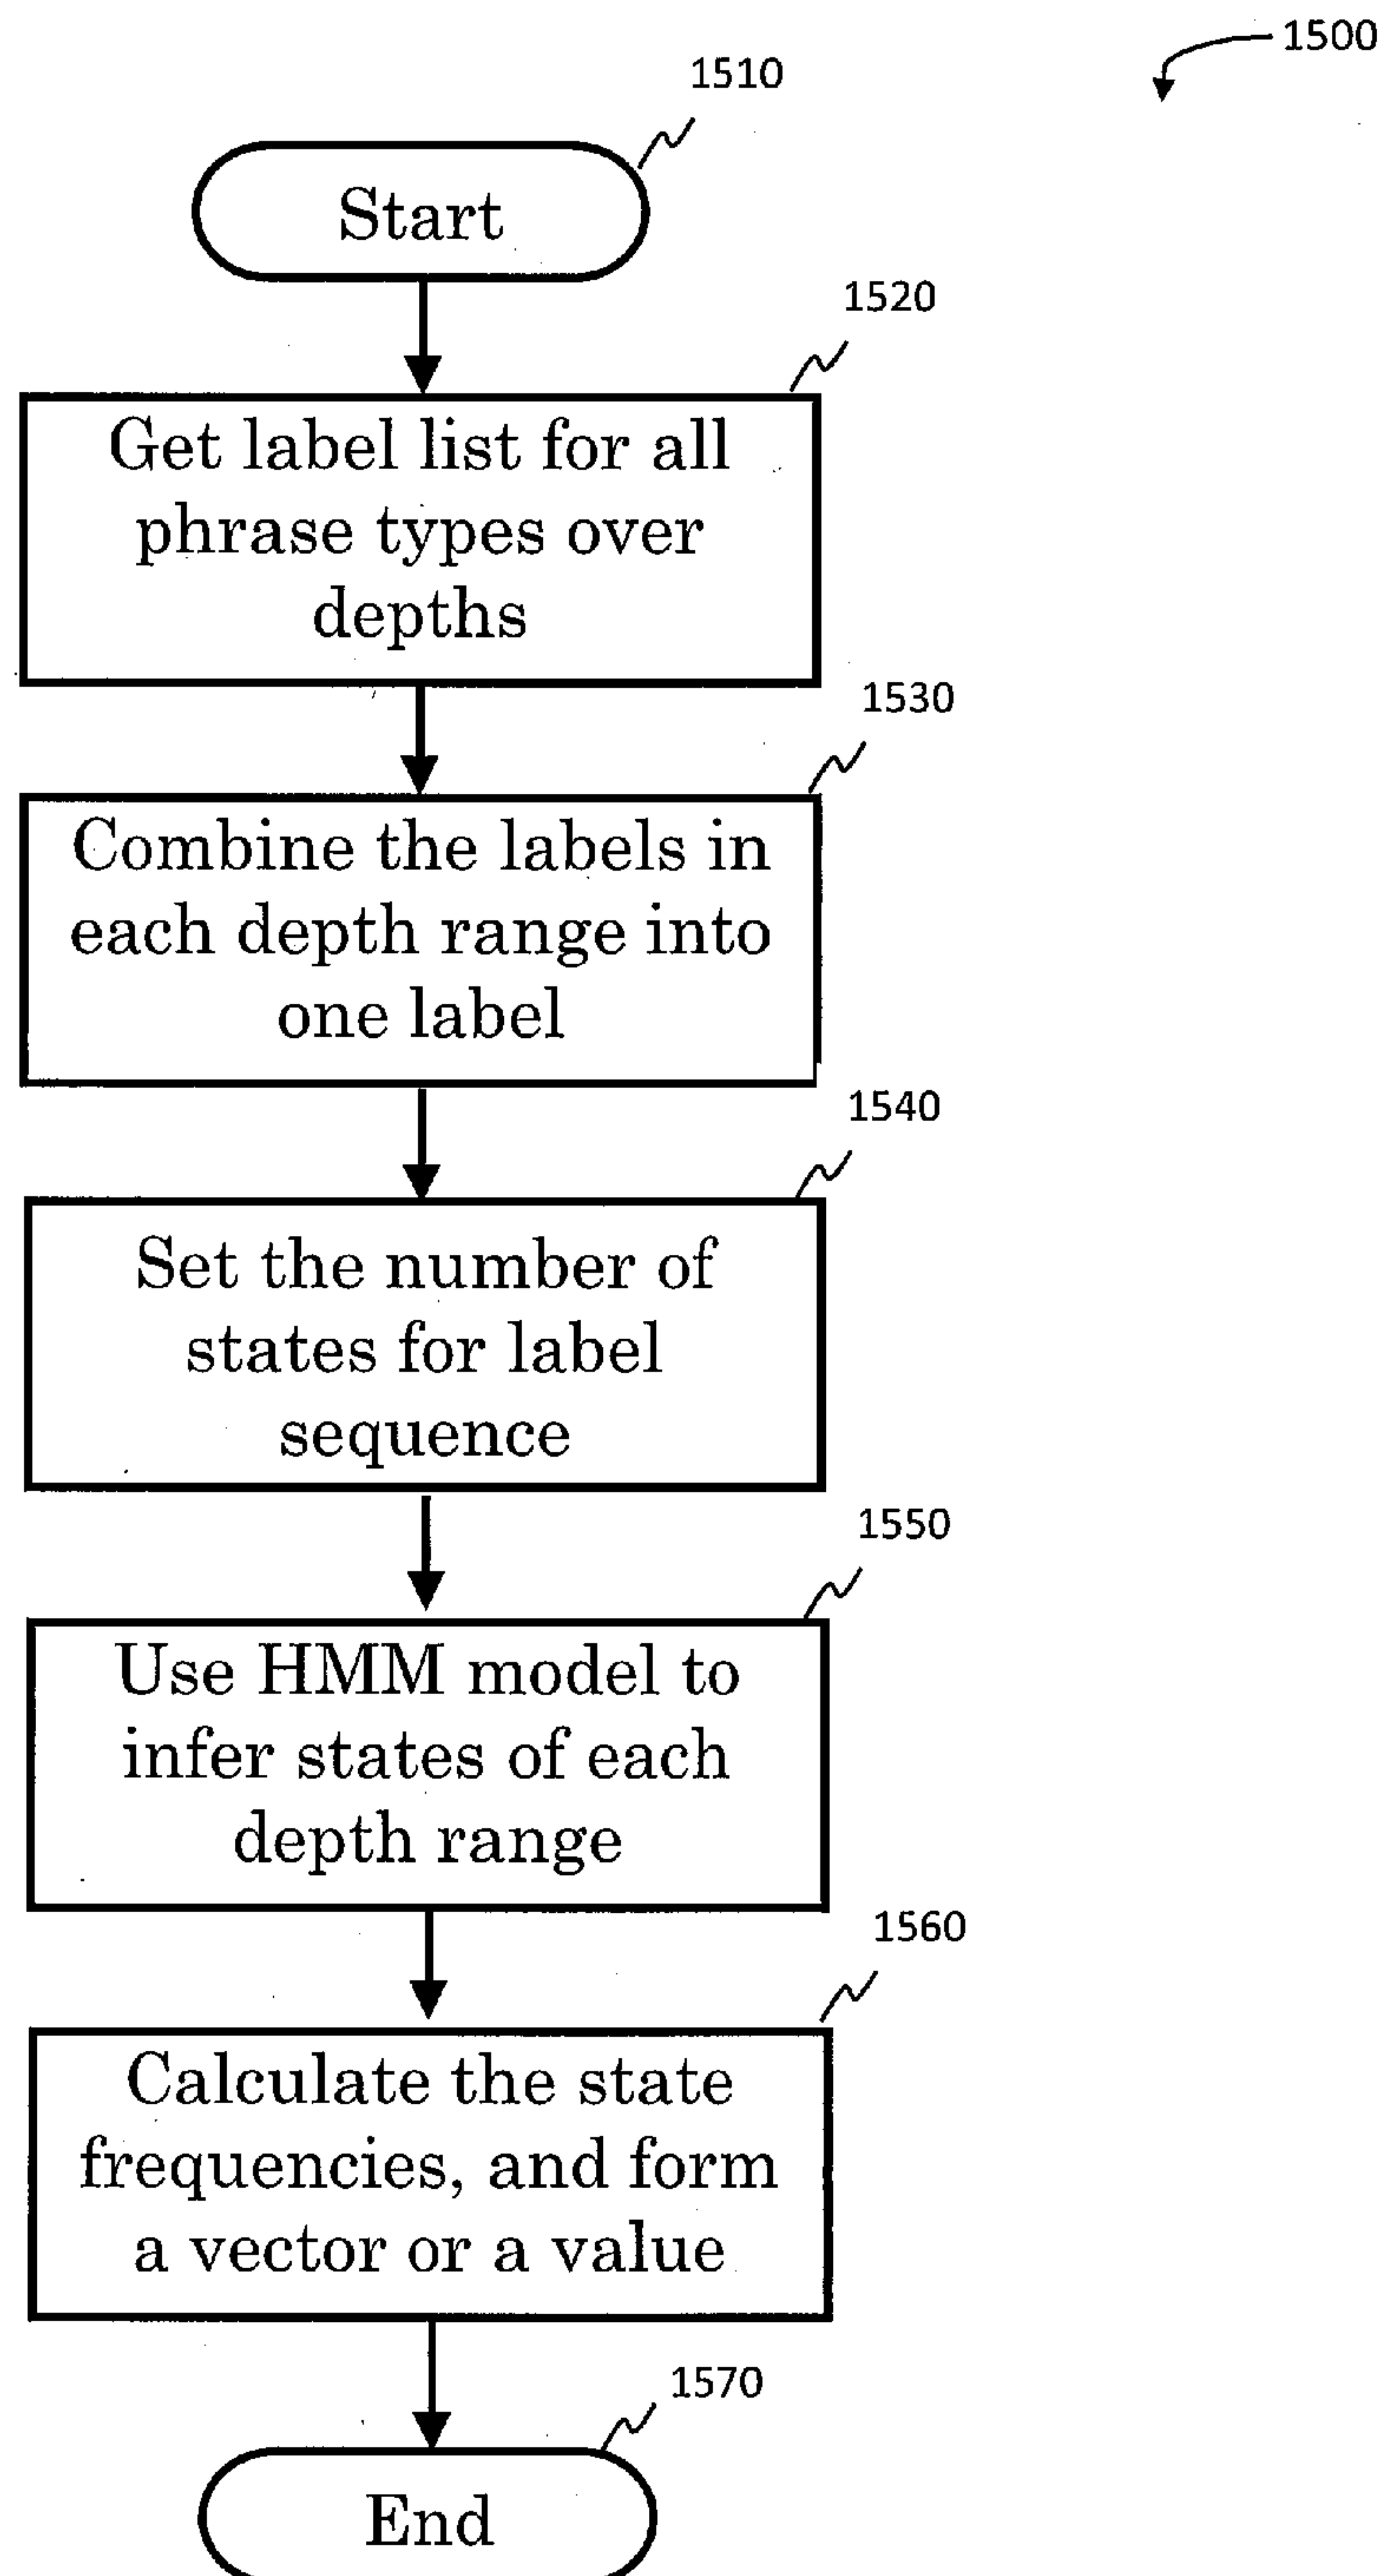 1500
1510
Start
1520
Get label list for all
phrase types over
depths
1530
Combine the labels in
each depth range into
one label
1540
Set the number of
states for label
sequence
1550
Use HMM model to
infer states of each
depth range
1560
Calculate the state
frequencies, and form
a vector or a value
1570
End